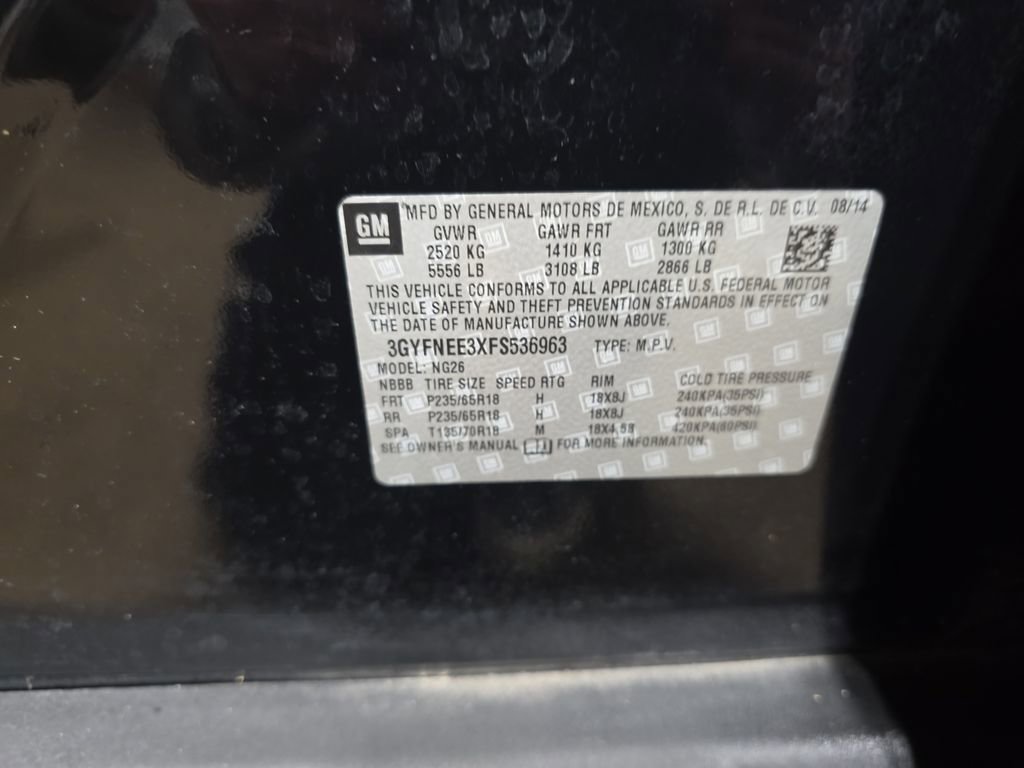 GM MFD BY GENERAL MOTORS DE MEXICO, S. DE R.L. DE C.V. 08/14
GVWR GAWR FRT GAWR RR
2520 KG 1410 KG 1300 KG
5556 LB 3108 LB 2866 LB
THIS VEHICLE CONFORMS TO ALL APPLICABLE U.S. FEDERAL MOTOR
VEHICLE SAFETY AND THEFT PREVENTION STANDARDS IN EFFECT ON
THE DATE OF MANUFACTURE SHOWN ABOVE.
3GYFNEE3XFS536963 TYPE: M.P.V.
MODEL: NG26
NBBB TIRE SIZE SPEED RTG RIM COLD TIRE PRESSURE
FRT P235/65R18 H 18X8J 240KPA(35PSI)
RR P235/65R18 H 18X8J 240KPA(35PSI)
SPA T135/70R18 M 18X4.5B 420KPA(60PSI)
SEE OWNER'S MANUAL FOR MORE INFORMATION.